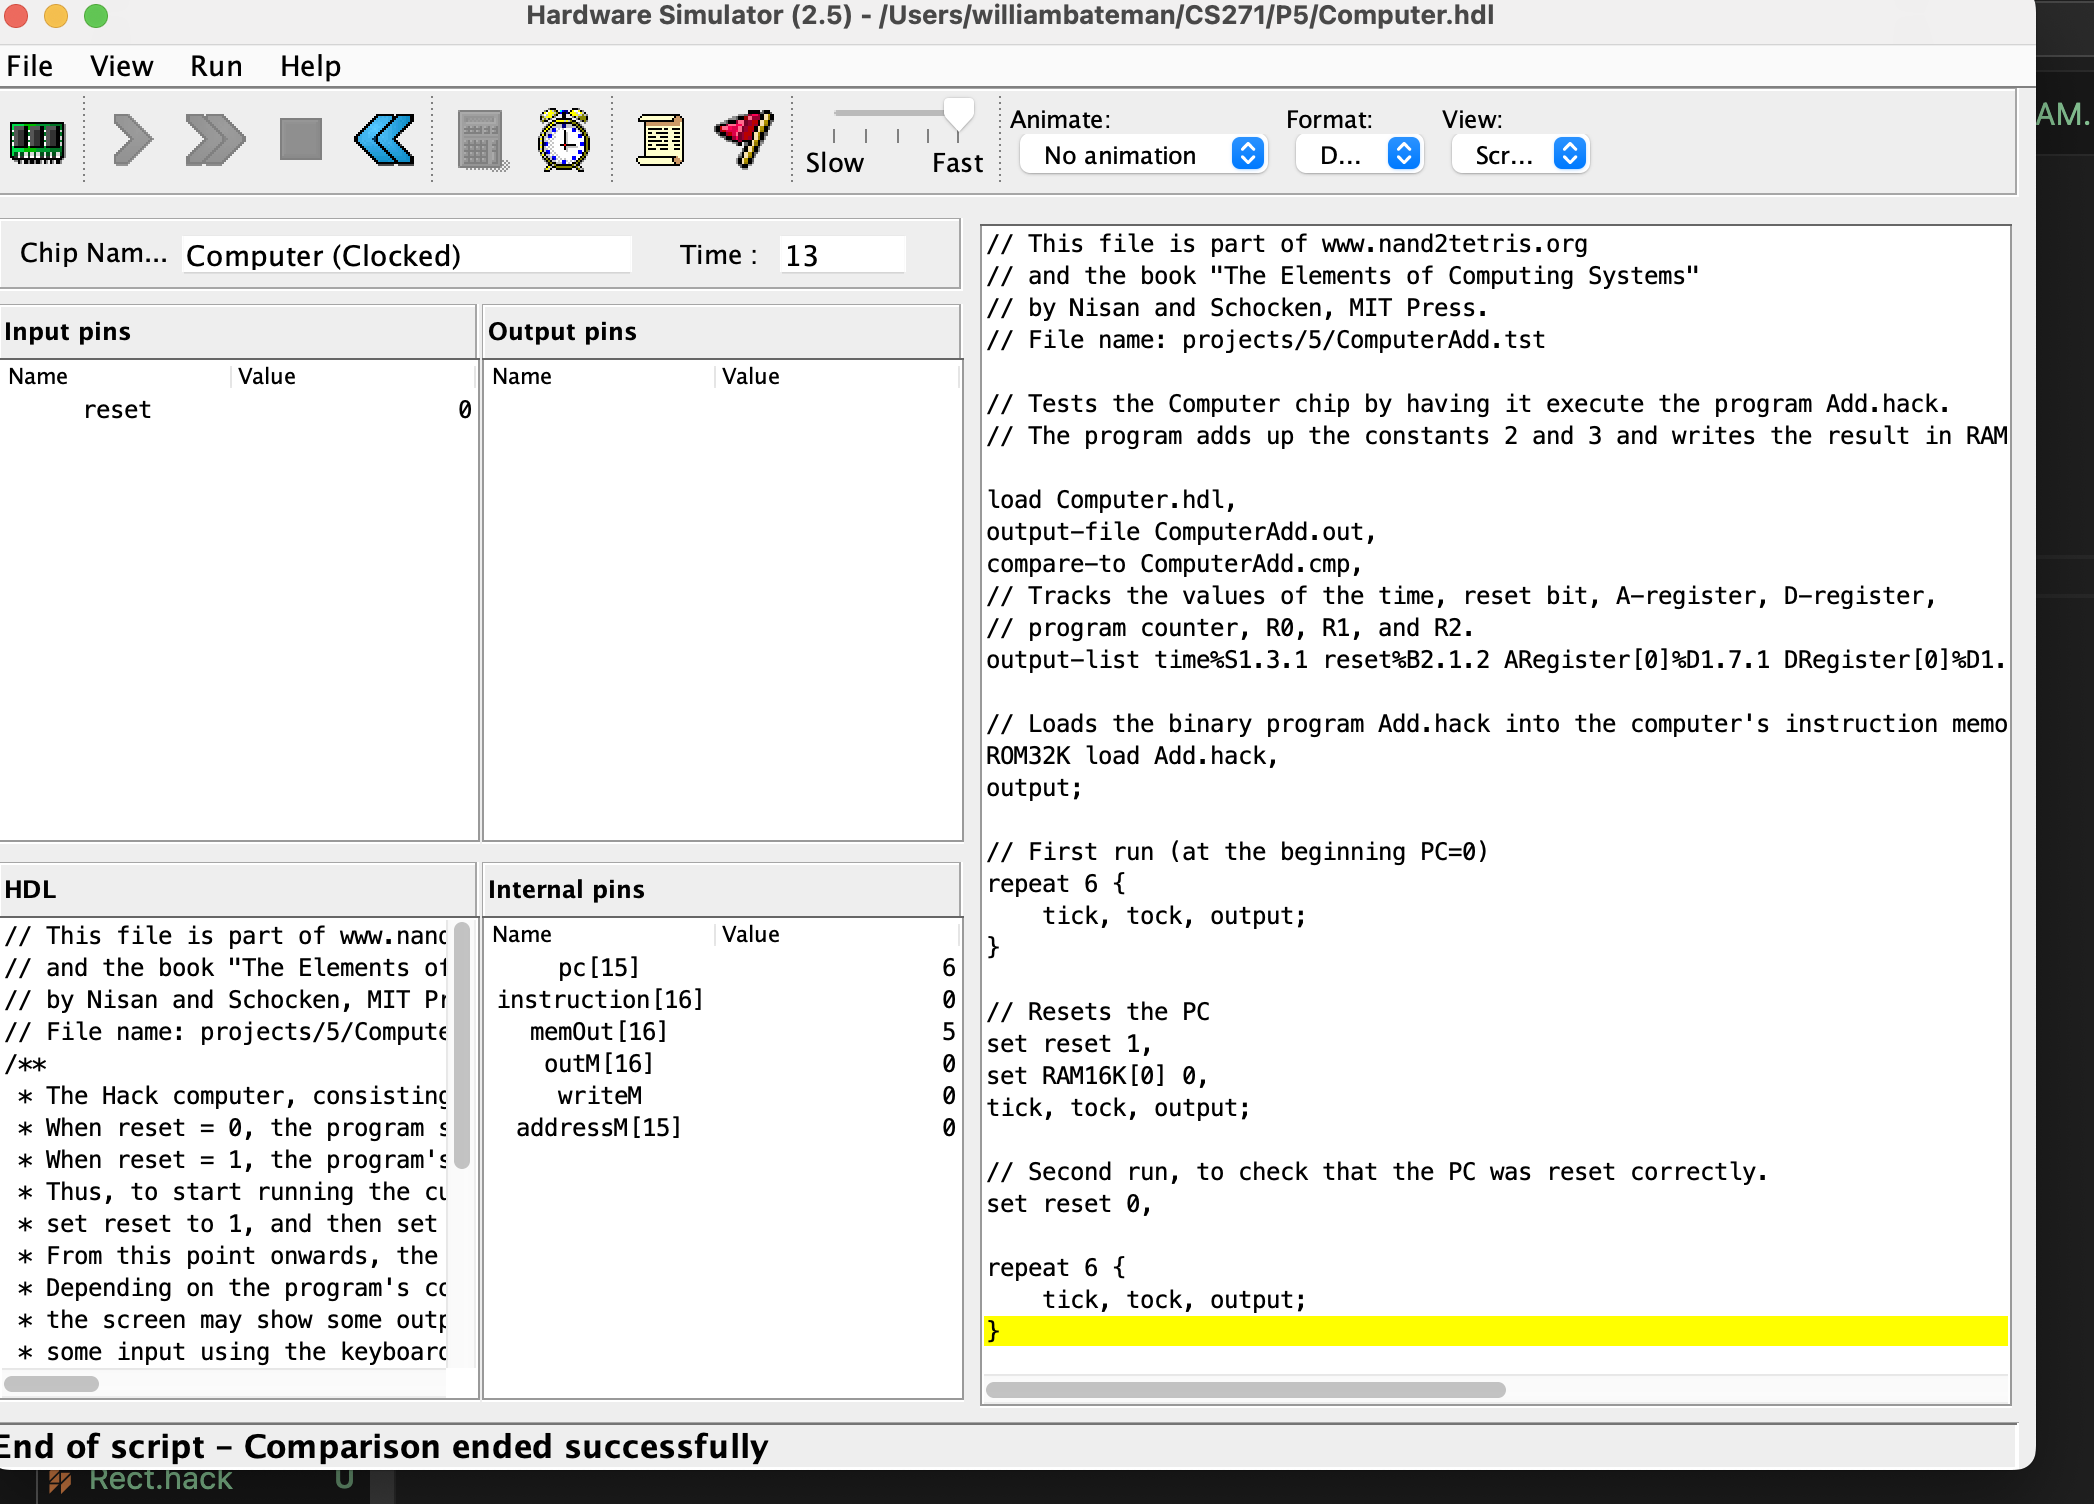 Hardware Simulator (2.5) - /Users/williambateman/CS271/P5/Computer.hdl
File View Run Help
Slow Fast
Animate:
No animation
Format:
D...
View:
Scr...
AM.
Chip Nam... Computer (Clocked) Time : 13
Input pins
Name Value
reset 0
Output pins
Name Value
HDL
// This file is part of www.nand
// and the book "The Elements of
// by Nisan and Schocken, MIT Pr
// File name: projects/5/Compute
/**
* The Hack computer, consisting
* When reset = 0, the program s
* When reset = 1, the program's
* Thus, to start running the cu
* set reset to 1, and then set
* From this point onwards, the
* Depending on the program's co
* the screen may show some outp
* some input using the keyboard
Internal pins
Name Value
pc[15] 6
instruction[16] 0
memOut[16] 5
outM[16] 0
writeM 0
addressM[15] 0
// This file is part of www.nand2tetris.org
// and the book "The Elements of Computing Systems"
// by Nisan and Schocken, MIT Press.
// File name: projects/5/ComputerAdd.tst
// Tests the Computer chip by having it execute the program Add.hack.
// The program adds up the constants 2 and 3 and writes the result in RAM
load Computer.hdl,
output-file ComputerAdd.out,
compare-to ComputerAdd.cmp,
// Tracks the values of the time, reset bit, A-register, D-register,
// program counter, R0, R1, and R2.
output-list time%S1.3.1 reset%B2.1.2 ARegister[0]%D1.7.1 DRegister[0]%D1.
// Loads the binary program Add.hack into the computer's instruction memo
ROM32K load Add.hack,
output;
// First run (at the beginning PC=0)
repeat 6 {
tick, tock, output;
}
// Resets the PC
set reset 1,
set RAM16K[0] 0,
tick, tock, output;
// Second run, to check that the PC was reset correctly.
set reset 0,
repeat 6 {
tick, tock, output;
}
End of script - Comparison ended successfully
Rect.hack U